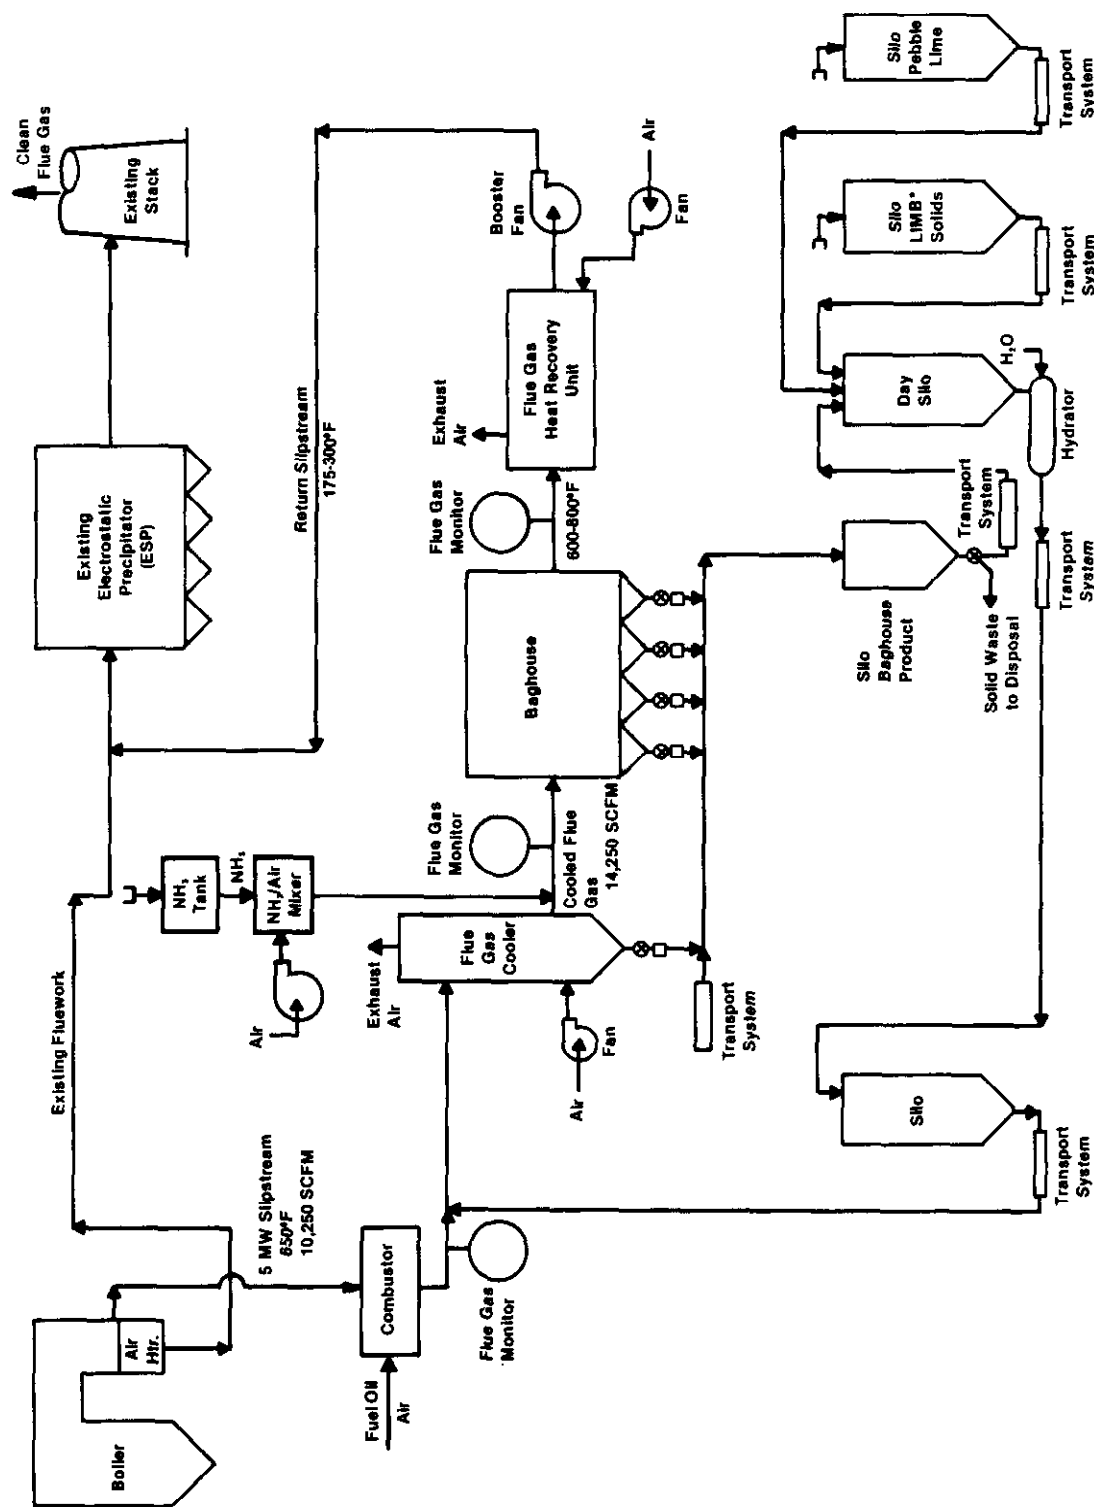 Boiler
Air
Htr.
Existing Fluework
5 MW Slipstream
650°F
10,250 SCFM
Fuel Oil
Air
Combustor
Flue Gas
Monitor
Air
NH₃
Tank
NH₃
NH₃/Air
Mixer
Exhaust
Air
Flue
Gas
Cooler
Air
Fan
Transport
System
Cooled Flue
Gas
14,250 SCFM
Flue Gas
Monitor
Baghouse
Flue Gas
Monitor
600-800°F
Exhaust
Air
Flue Gas
Heat Recovery
Unit
Booster
Fan
Air
Fan
Return Slipstream
175-300°F
Existing
Electrostatic
Precipitator
(ESP)
Existing
Stack
Clean
Flue Gas
Silo
Transport
System
Silo
Baghouse
Product
Solid Waste
to Disposal
Transport
System
Transport
System
Hydrator
H₂O
Day
Silo
Silo
LIMB*
Solids
Transport
System
Silo
Pebble
Lime
Transport
System